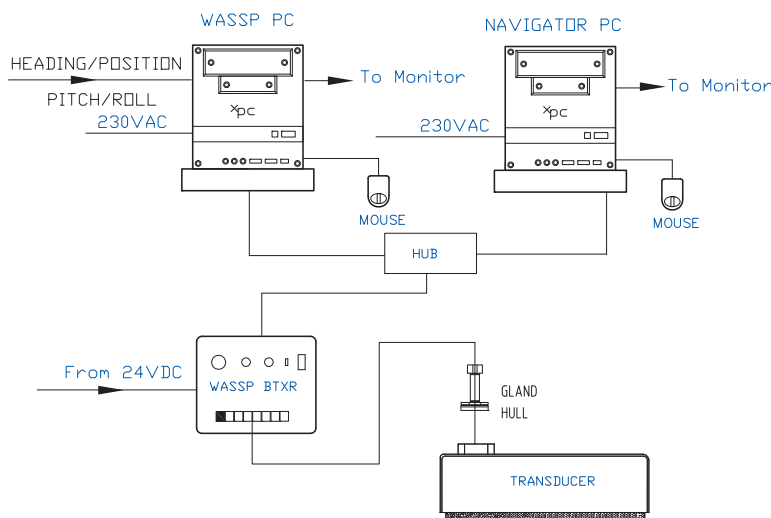 WASSP PC
NAVIGATOR PC
HEADING/POSITION
To Monitor
To Monitor
PITCH/ROLL
xpc
xpc
230VAC
230VAC
MOUSE
MOUSE
HUB
From 24VDC
WASSP BTXR
GLAND
HULL
TRANSDUCER